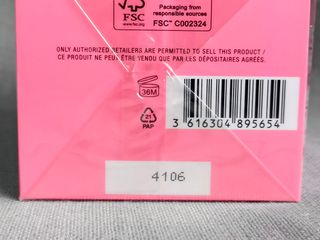 FSC
www.fsc.org
Packaging from
responsible sources
FSC™ C002324
ONLY AUTHORIZED RETAILERS ARE PERMITTED TO SELL THIS PRODUCT /
CE PRODUIT NE PEUT ÊTRE VENDU QUE PAR LES DÉPOSITAIRES AGRÉÉS.
36M
21
PAP
3 616304 895654
4106